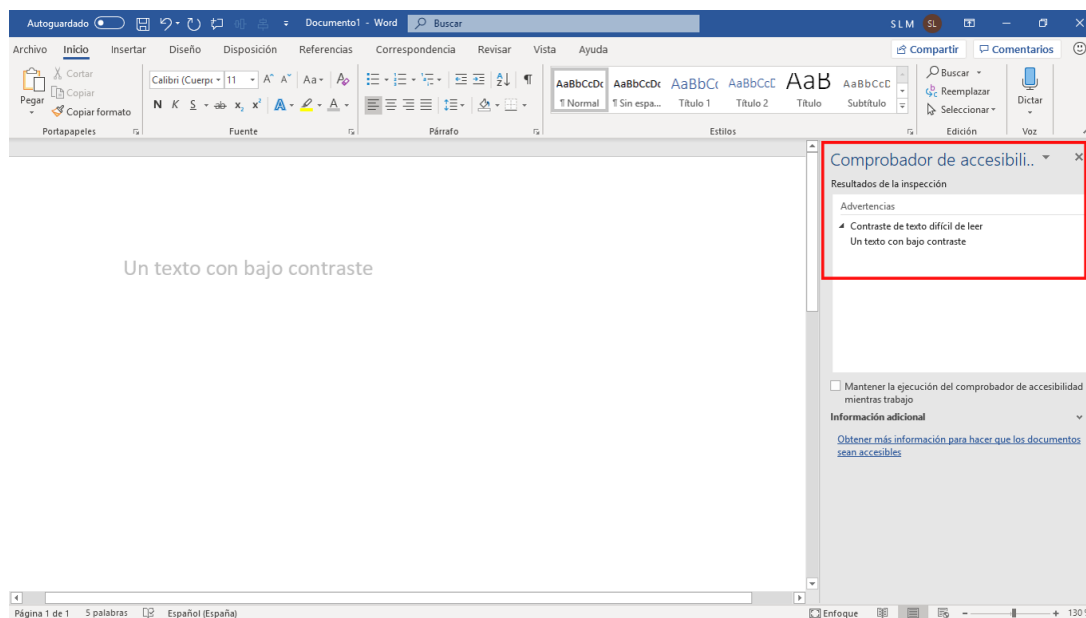 Autoguardado Documento1 - Word Buscar SLM SL
Archivo Inicio Insertar Diseño Disposición Referencias Correspondencia Revisar Vista Ayuda Compartir Comentarios
Pegar
Cortar
Copiar
Copiar formato
Portapapeles
Calibri (Cuerpo 11 A^ Aˇ Aa A
N K S ab x₂ x² A A
Fuente
Párrafo
AaBbCcDc AaBbCcDc AaBbCc AaBbCcE AaB AaBbCcD
¶ Normal ¶ Sin espa... Título 1 Título 2 Título Subtítulo
Estilos
Buscar
Reemplazar
Seleccionar
Edición
Dictar
Voz
Un texto con bajo contraste
Comprobador de accesibili..
Resultados de la inspección
Advertencias
Contraste de texto difícil de leer
Un texto con bajo contraste
Mantener la ejecución del comprobador de accesibilidad
mientras trabajo
Información adicional
Obtener más información para hacer que los documentos
sean accesibles
Página 1 de 1 5 palabras Español (España) Enfoque 130 %